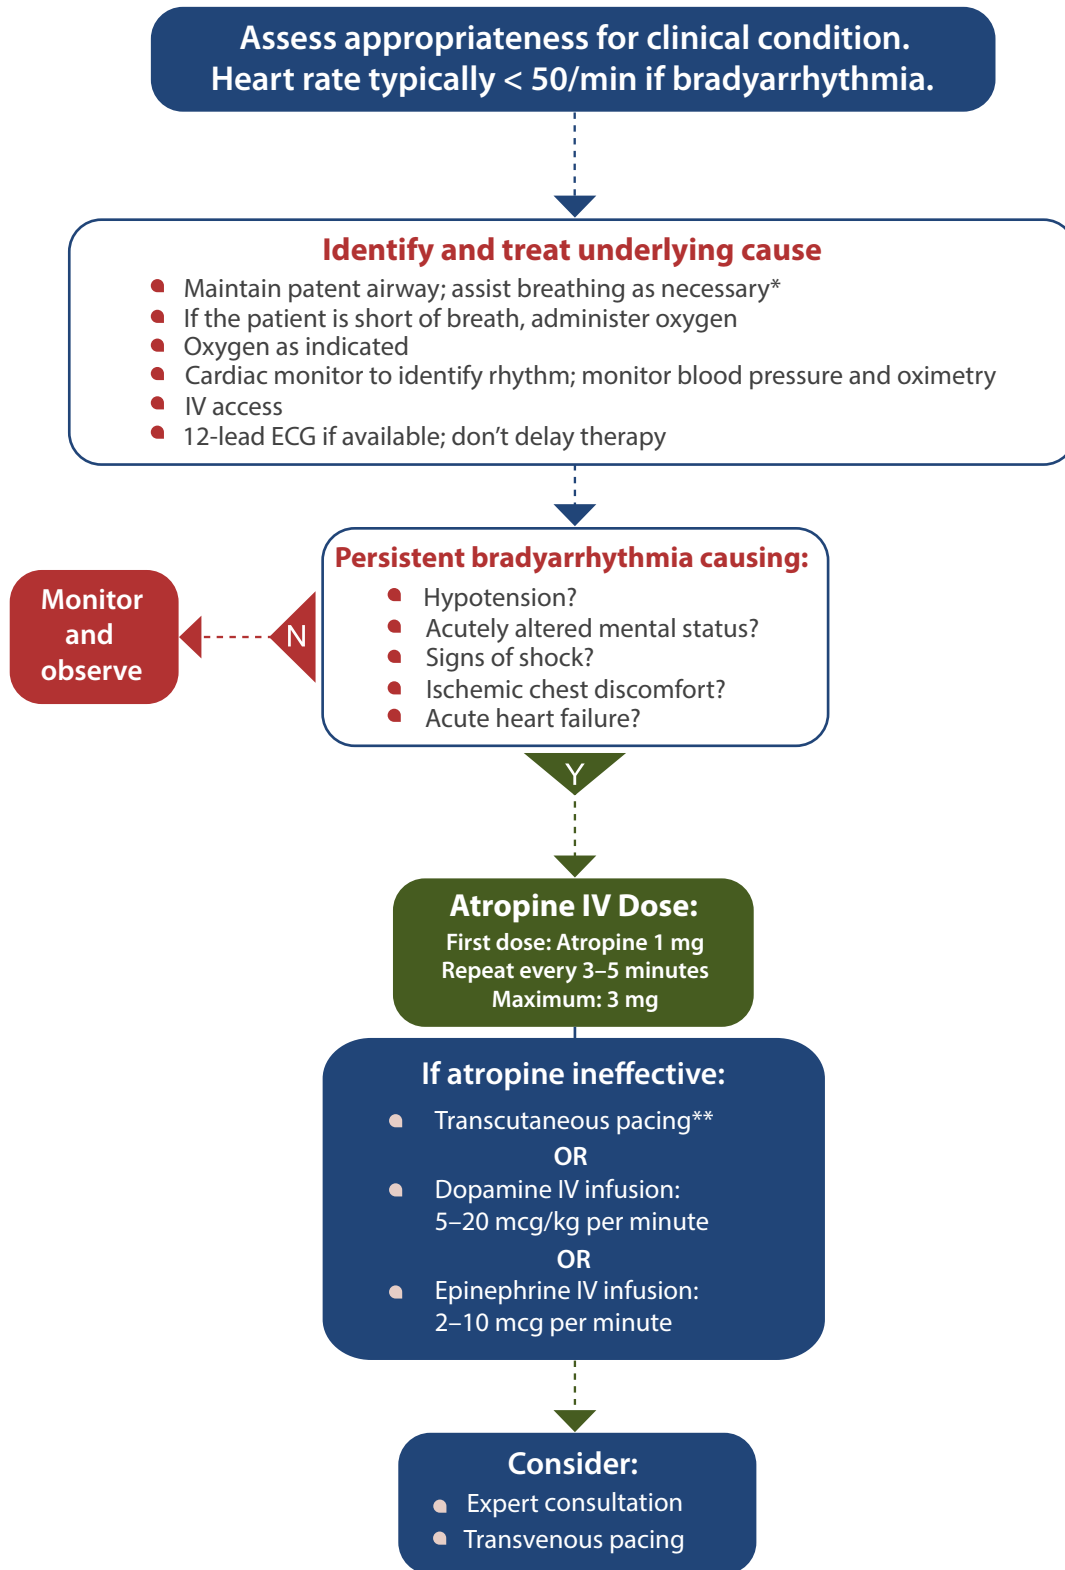 Assess appropriateness for clinical condition.
Heart rate typically < 50/min if bradyarrhythmia.
Identify and treat underlying cause
Maintain patent airway; assist breathing as necessary*
If the patient is short of breath, administer oxygen
Oxygen as indicated
Cardiac monitor to identify rhythm; monitor blood pressure and oximetry
IV access
12-lead ECG if available; don't delay therapy
Persistent bradyarrhythmia causing:
Hypotension?
Acutely altered mental status?
Signs of shock?
Ischemic chest discomfort?
Acute heart failure?
N
Monitor
and
observe
Y
Atropine IV Dose:
First dose: Atropine 1 mg
Repeat every 3–5 minutes
Maximum: 3 mg
If atropine ineffective:
Transcutaneous pacing**
OR
Dopamine IV infusion:
5–20 mcg/kg per minute
OR
Epinephrine IV infusion:
2–10 mcg per minute
Consider:
Expert consultation
Transvenous pacing